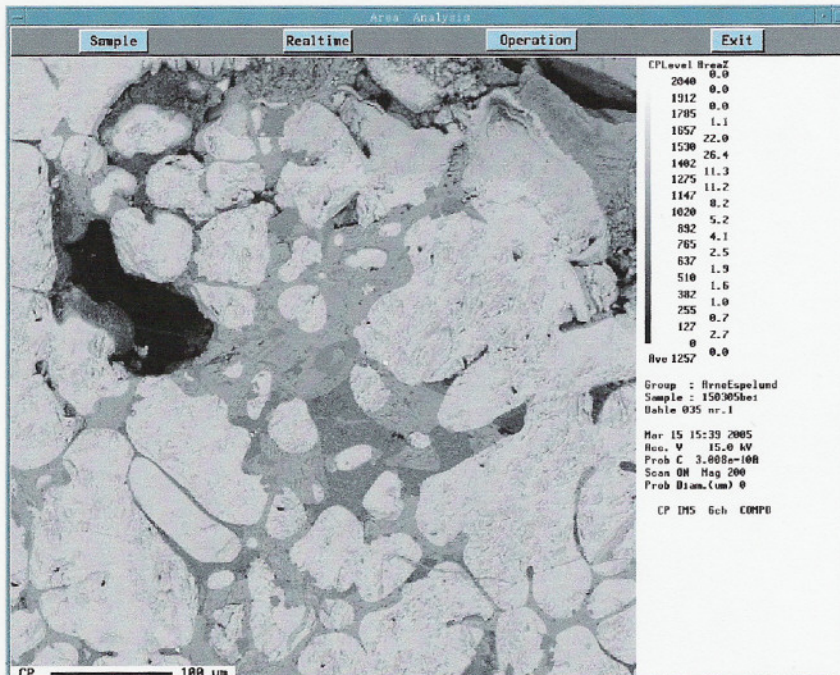 Area Analysis
Sample Realtime Operation Exit
CPLevel Area%
0.0
2040
0.0
1912
0.0
1785
1.1
1657
22.0
1530
26.4
1402
11.3
1275
11.2
1147
8.2
1020
5.2
892
4.1
765
2.5
637
1.9
510
1.6
382
1.0
255
0.7
127
2.7
0
0.0
Ave 1257
Group : ArneEspelund
Sample : 150305bei
Dahle 035 nr.1
Mar 15 15:39 2005
Acc. V 15.0 kV
Prob C 3.008e-10A
Scan ON Mag 200
Prob Diam.(um) 0
CP IMS 6ch COMPO
CP 100 um